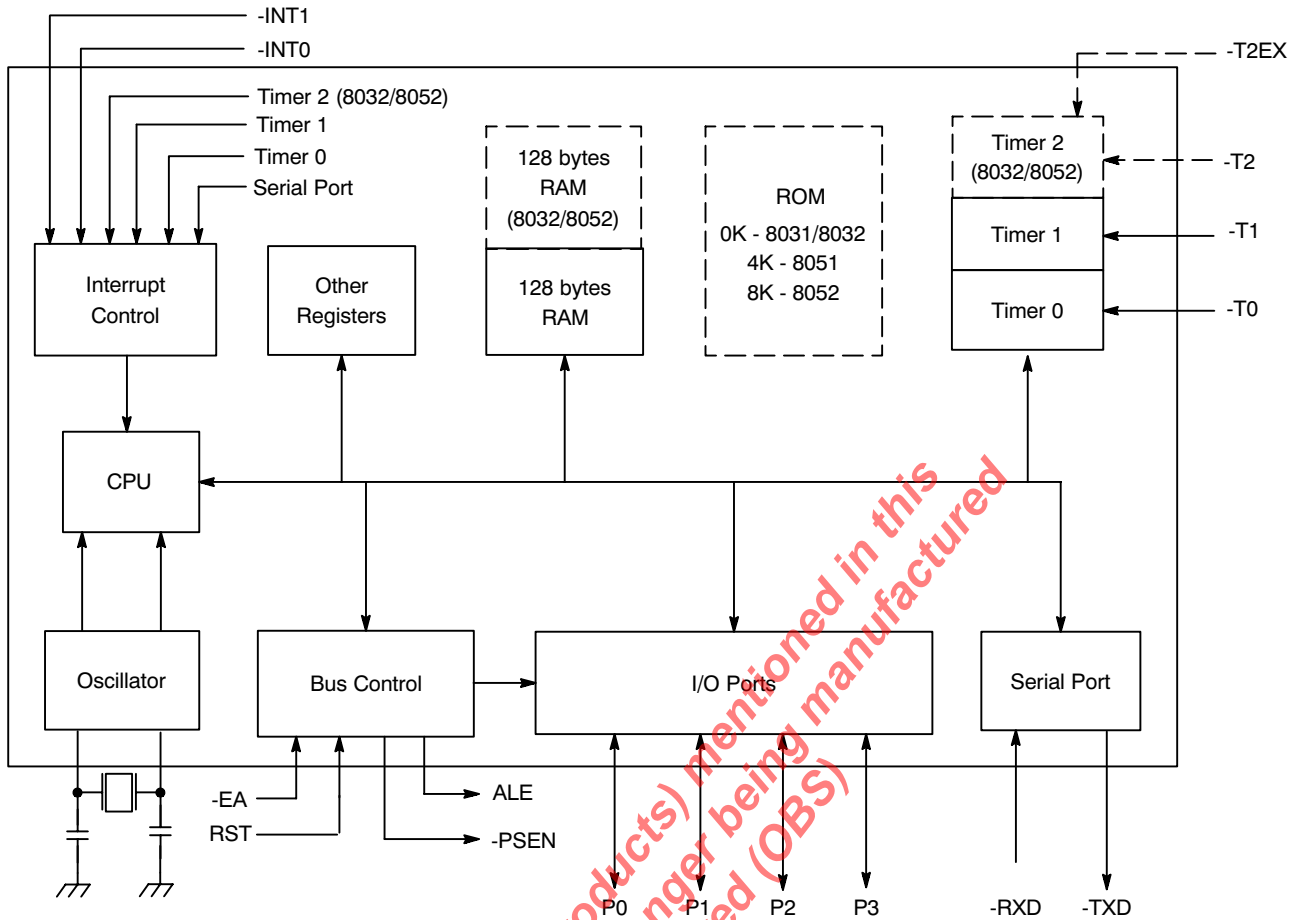 -INT1
-INT0
-T2EX
Timer 2 (8032/8052)
Timer 1
Timer 0
Serial Port
128 bytes
RAM
(8032/8052)
128 bytes
RAM
ROM
0K - 8031/8032
4K - 8051
8K - 8052
Timer 2
(8032/8052)
Timer 1
Timer 0
-T2
-T1
-T0
Interrupt
Control
Other
Registers
CPU
Oscillator
Bus Control
I/O Ports
Serial Port
-EA
RST
ALE
-PSEN
P0
P1
P2
P3
-RXD
-TXD
mentioned in this
being manufactured
(OBS)